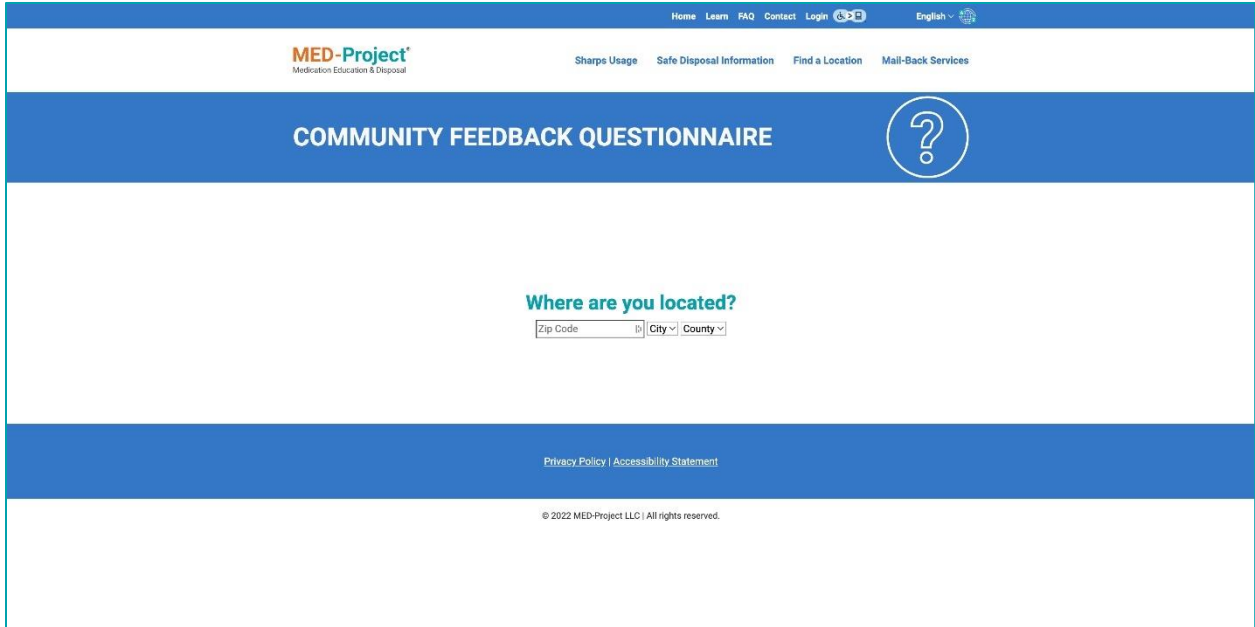 Home Learn FAQ Contact Login English
MED-Project®
Medication Education & Disposal
Sharps Usage Safe Disposal Information Find a Location Mail-Back Services
COMMUNITY FEEDBACK QUESTIONNAIRE
?
Where are you located?
Zip Code City County
Privacy Policy | Accessibility Statement
© 2022 MED-Project LLC | All rights reserved.